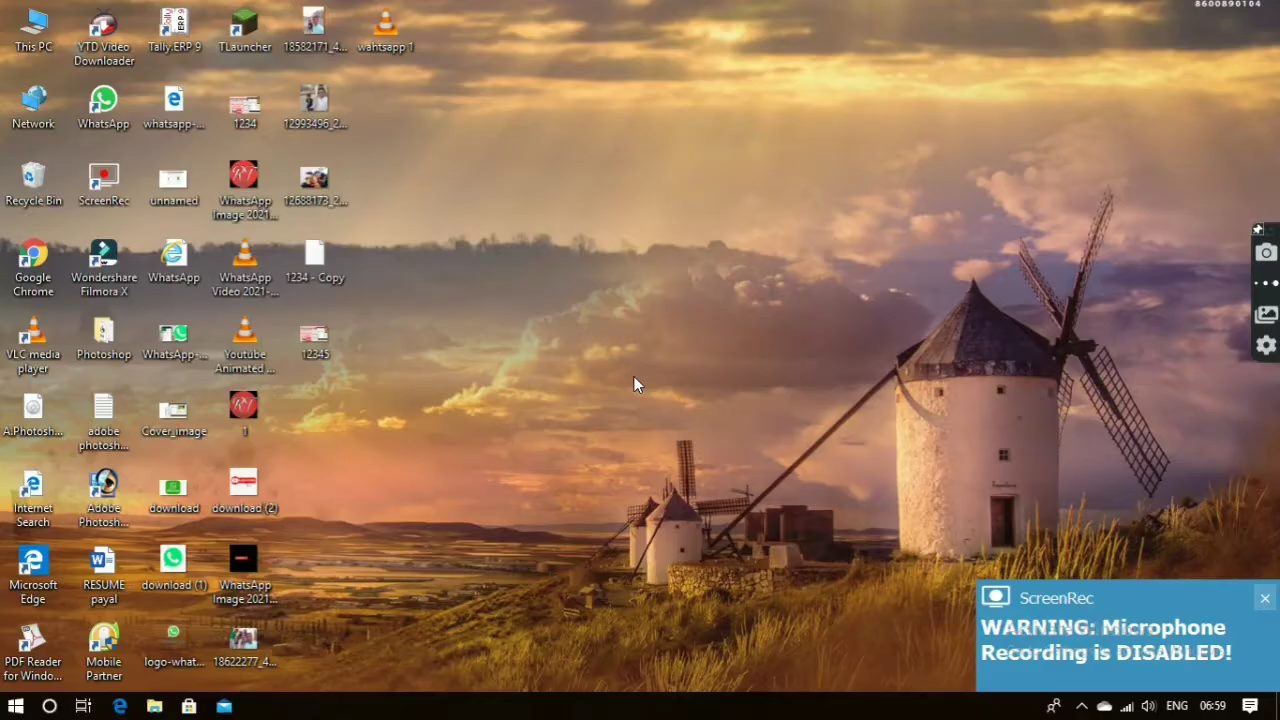 8600890104
This PC
YTD Video
Downloader
Tally.ERP 9
TLauncher
18582171_4...
wahtsapp 1
Network
WhatsApp
whatsapp-...
1234
12993496_2...
Recycle Bin
ScreenRec
unnamed
WhatsApp
Image 2021...
12688173_2...
Google
Chrome
Wondershare
Filmora X
WhatsApp
WhatsApp
Video 2021-...
1234 - Copy
VLC media
player
Photoshop
WhatsApp-...
Youtube
Animated ...
12345
A.Photosh...
adobe
photosh...
Cover_image
1
Internet
Search
Adobe
Photosh...
download
download (2)
Microsoft
Edge
RESUME
payal
download (1)
WhatsApp
Image 2021...
PDF Reader
for Windo...
Mobile
Partner
logo-what...
18622277_4...
ScreenRec
WARNING: Microphone
Recording is DISABLED!
ENG
06:59